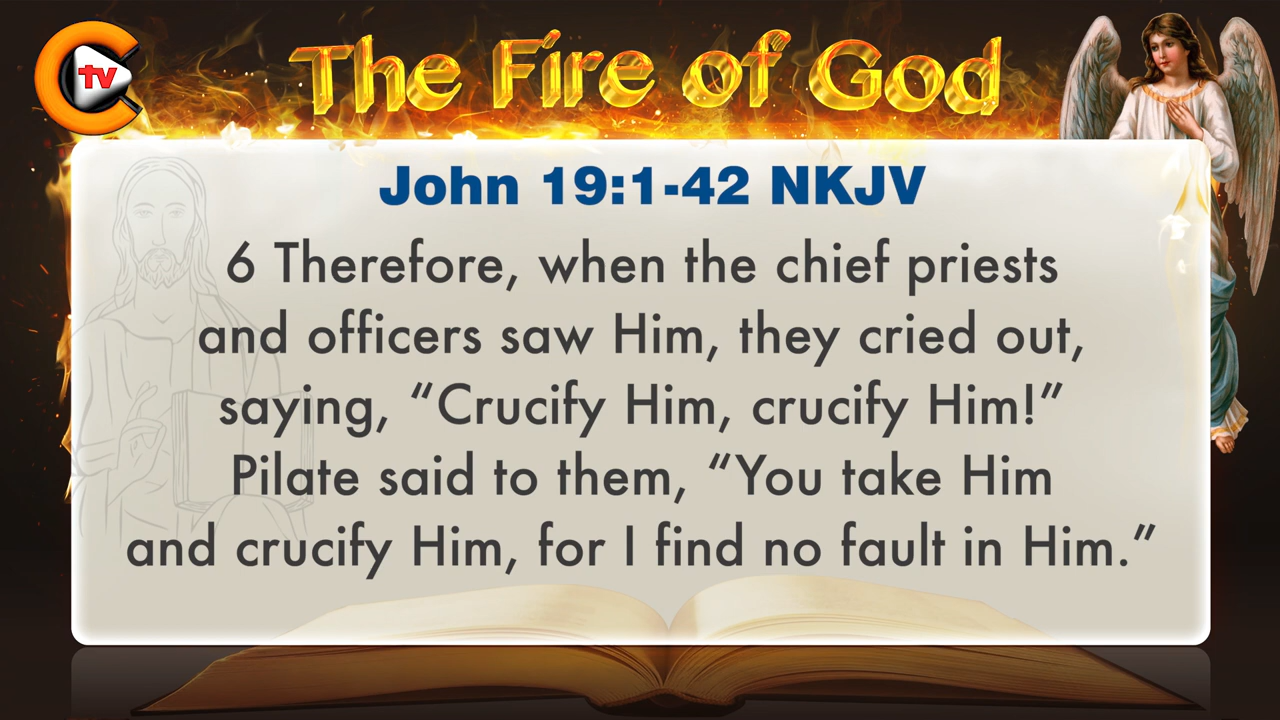 C tv
The Fire of God
John 19:1-42 NKJV
6 Therefore, when the chief priests
and officers saw Him, they cried out,
saying, “Crucify Him, crucify Him!”
Pilate said to them, “You take Him
and crucify Him, for I find no fault in Him.”